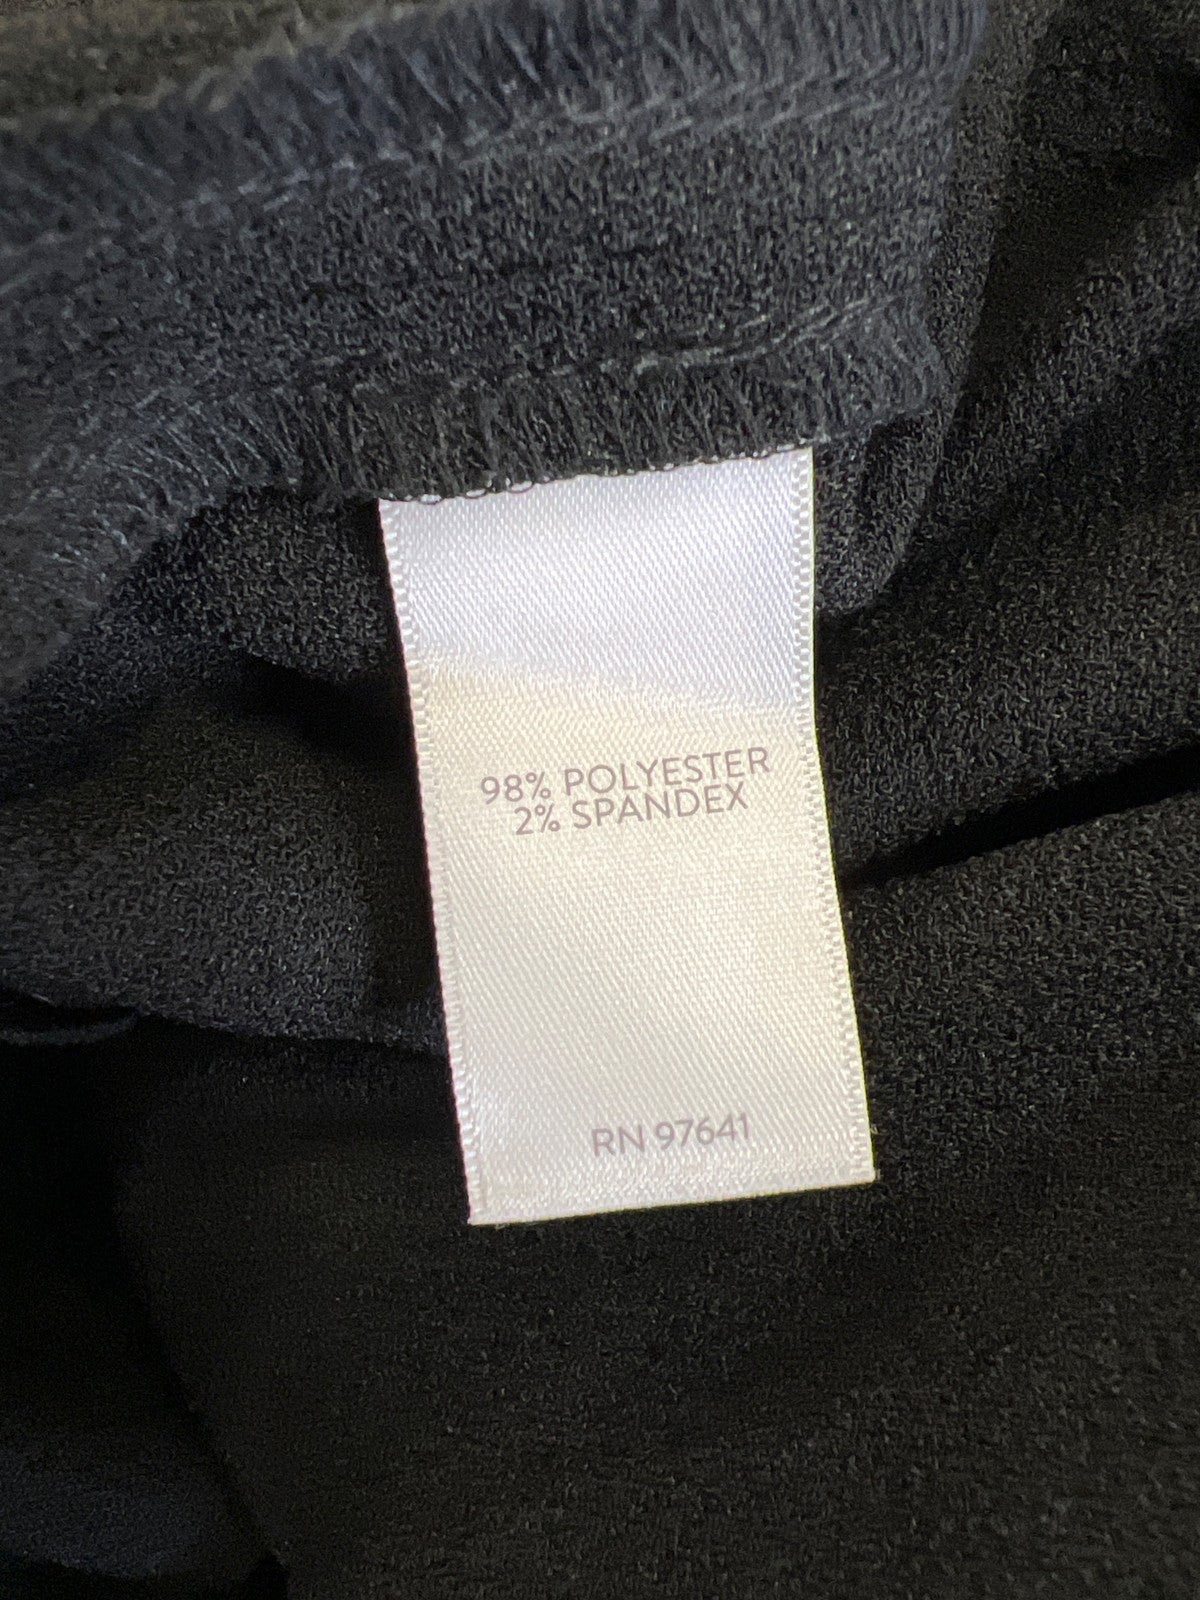 98% POLYESTER
2% SPANDEX
RN 97641